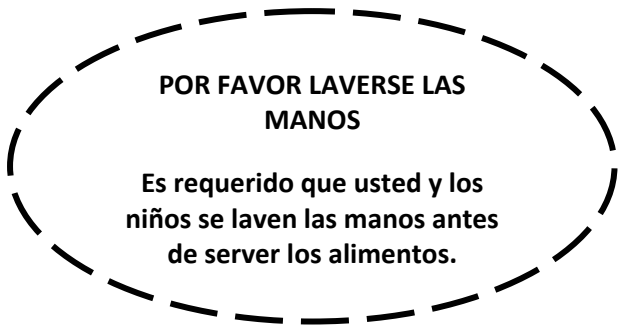 POR FAVOR LAVERSE LAS
MANOS
Es requerido que usted y los
niños se laven las manos antes
de server los alimentos.